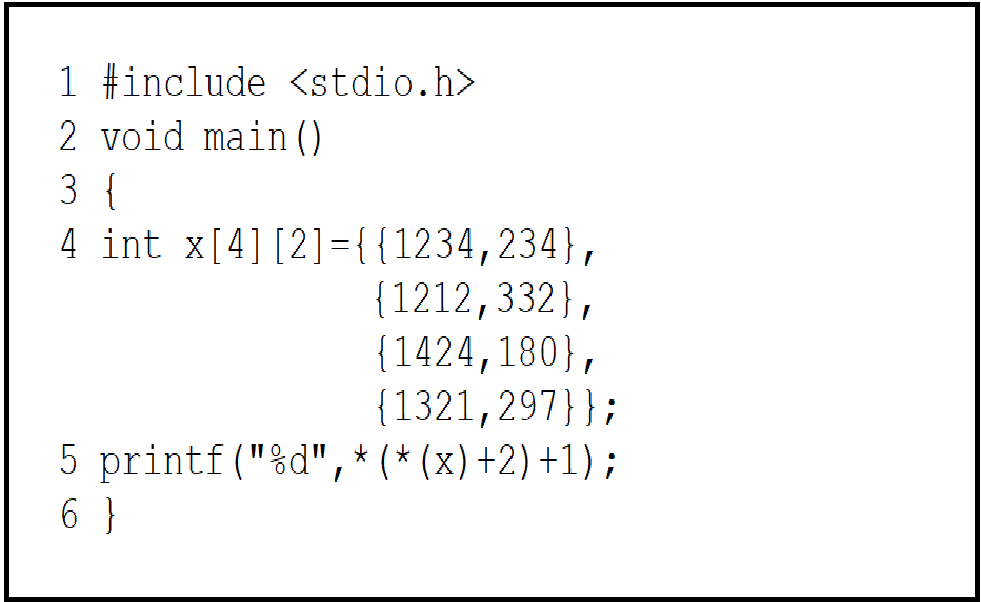 1 #include <stdio.h>
2 void main()
3 {
4 int x[4][2]={{1234,234},
{1212,332},
{1424,180},
{1321,297}};
5 printf("%d",*(*(x)+2)+1);
6 }